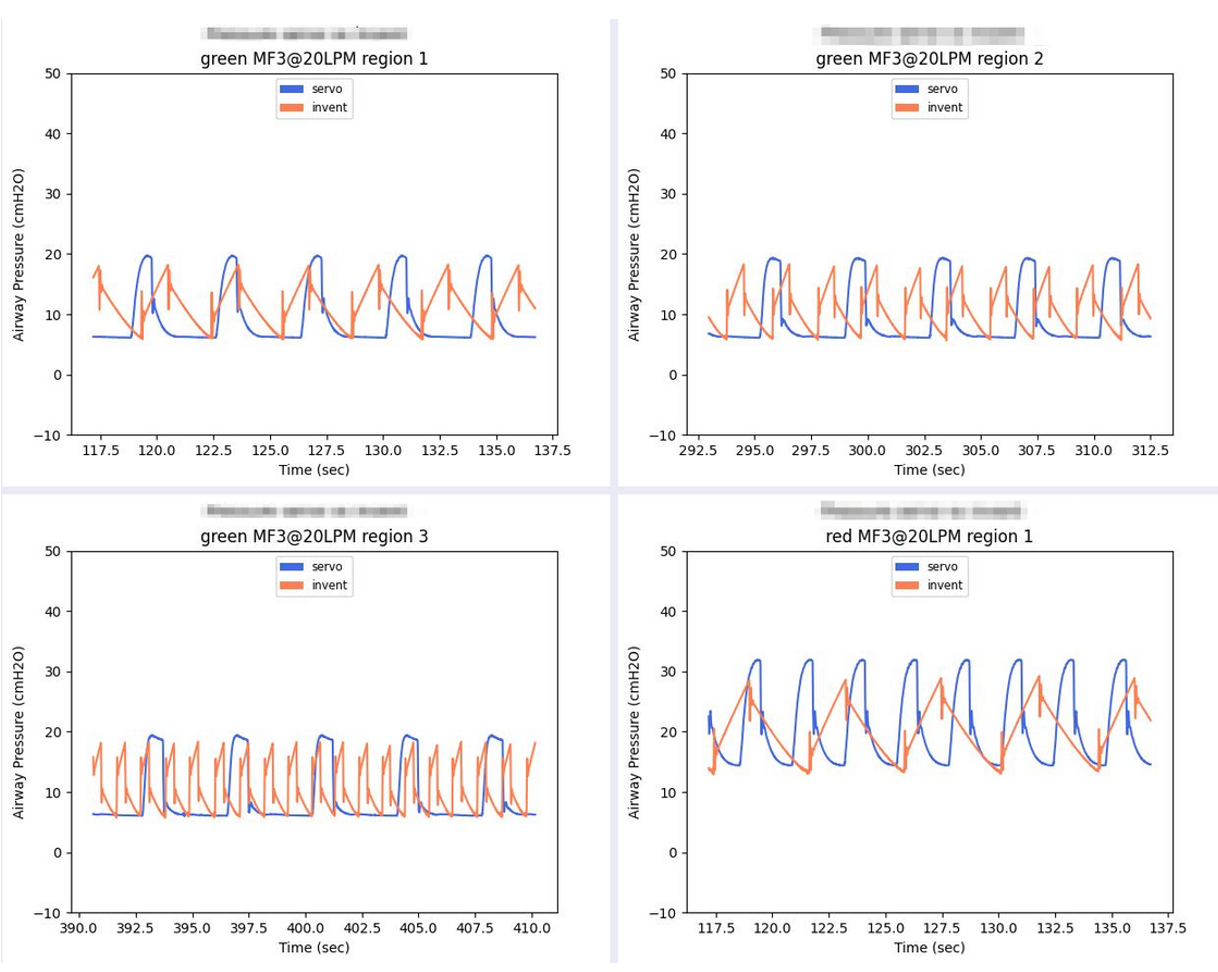 green MF3@20LPM region 1
servo
invent
Airway Pressure (cmH2O)
50
40
30
20
10
0
−10
117.5 120.0 122.5 125.0 127.5 130.0 132.5 135.0 137.5
Time (sec)
green MF3@20LPM region 2
servo
invent
Airway Pressure (cmH2O)
50
40
30
20
10
0
−10
292.5 295.0 297.5 300.0 302.5 305.0 307.5 310.0 312.5
Time (sec)
green MF3@20LPM region 3
servo
invent
Airway Pressure (cmH2O)
50
40
30
20
10
0
−10
390.0 392.5 395.0 397.5 400.0 402.5 405.0 407.5 410.0
Time (sec)
red MF3@20LPM region 1
servo
invent
Airway Pressure (cmH2O)
50
40
30
20
10
0
−10
117.5 120.0 122.5 125.0 127.5 130.0 132.5 135.0 137.5
Time (sec)